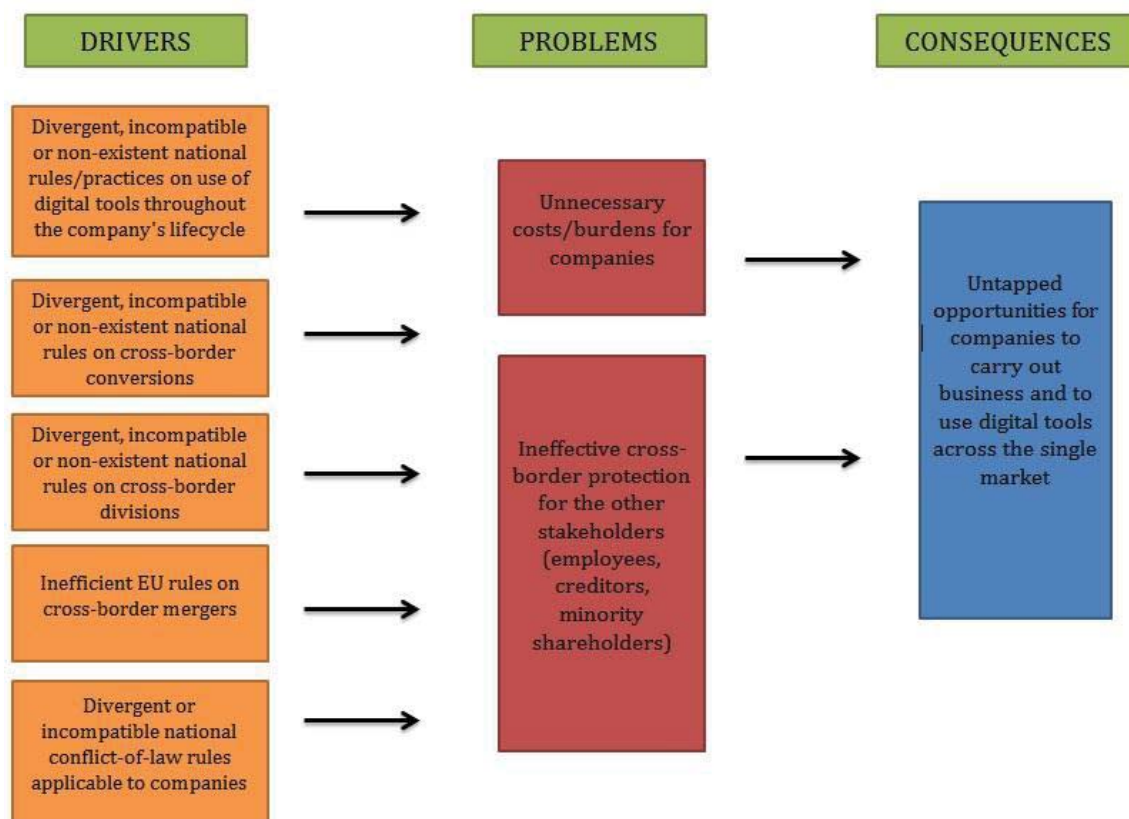 DRIVERS
PROBLEMS
CONSEQUENCES
Divergent, incompatible
or non-existent national
rules/practices on use of
digital tools throughout
the company's lifecycle
Divergent, incompatible
or non-existent national
rules on cross-border
conversions
Divergent, incompatible
or non-existent national
rules on cross-border
divisions
Inefficient EU rules on
cross-border mergers
Divergent or
incompatible national
conflict-of-law rules
applicable to companies
Unnecessary
costs/burdens for
companies
Ineffective cross-
border protection
for the other
stakeholders
(employees,
creditors,
minority
shareholders)
Untapped
opportunities for
companies to
carry out
business and to
use digital tools
across the single
market